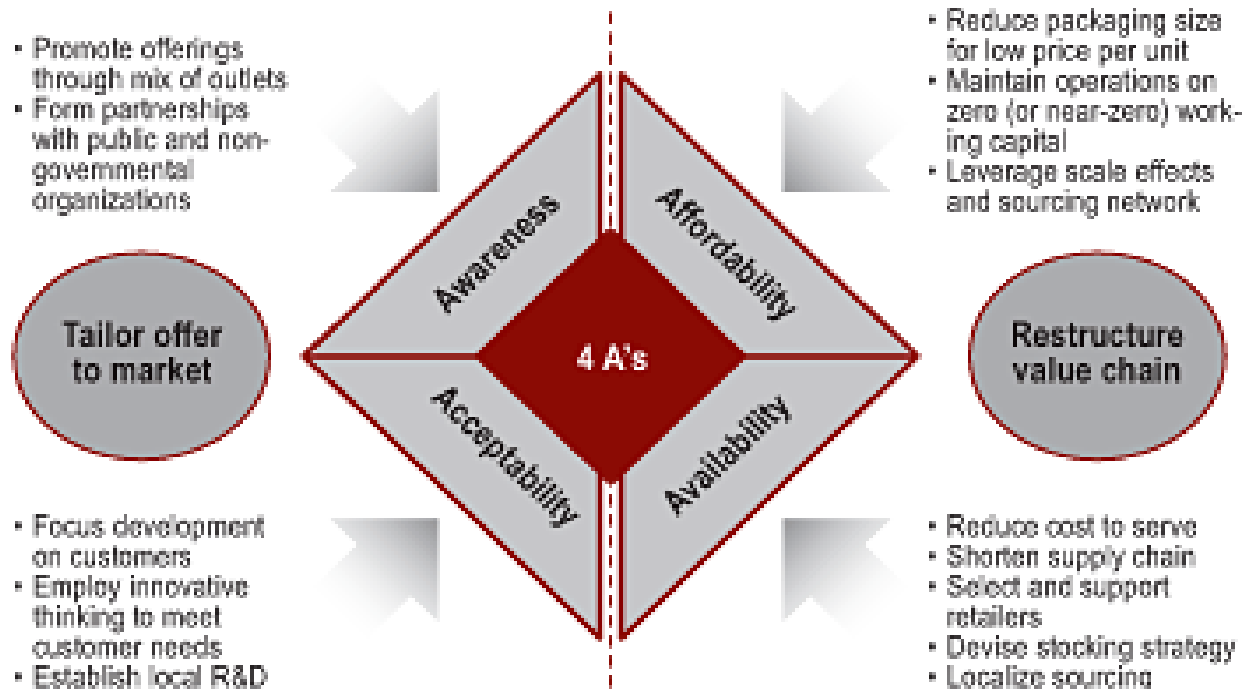 • Promote offerings
through mix of outlets
• Form partnerships
with public and non-
governmental
organizations
• Reduce packaging size
for low price per unit
• Maintain operations on
zero (or near-zero) work-
ing capital
• Leverage scale effects
and sourcing network
Awareness
Affordability
Tailor offer
to market
4 A's
Restructure
value chain
Acceptability
Availability
• Focus development
on customers
• Employ innovative
thinking to meet
customer needs
• Establish local R&D
• Reduce cost to serve
• Shorten supply chain
• Select and support
retailers
• Devise stocking strategy
• Localize sourcing